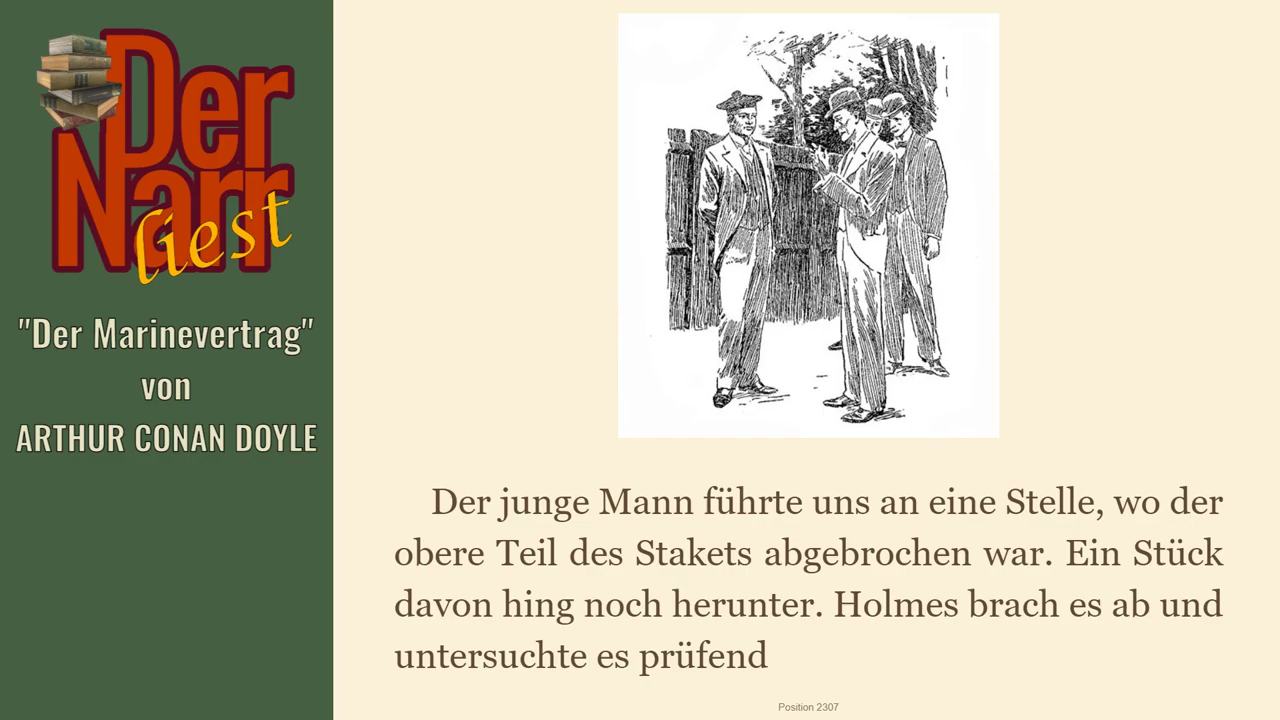 Der
Narr
liest
"Der Marinevertrag"
von
ARTHUR CONAN DOYLE
Der junge Mann führte uns an eine Stelle, wo der
obere Teil des Stakets abgebrochen war. Ein Stück
davon hing noch herunter. Holmes brach es ab und
untersuchte es prüfend
Position 2307